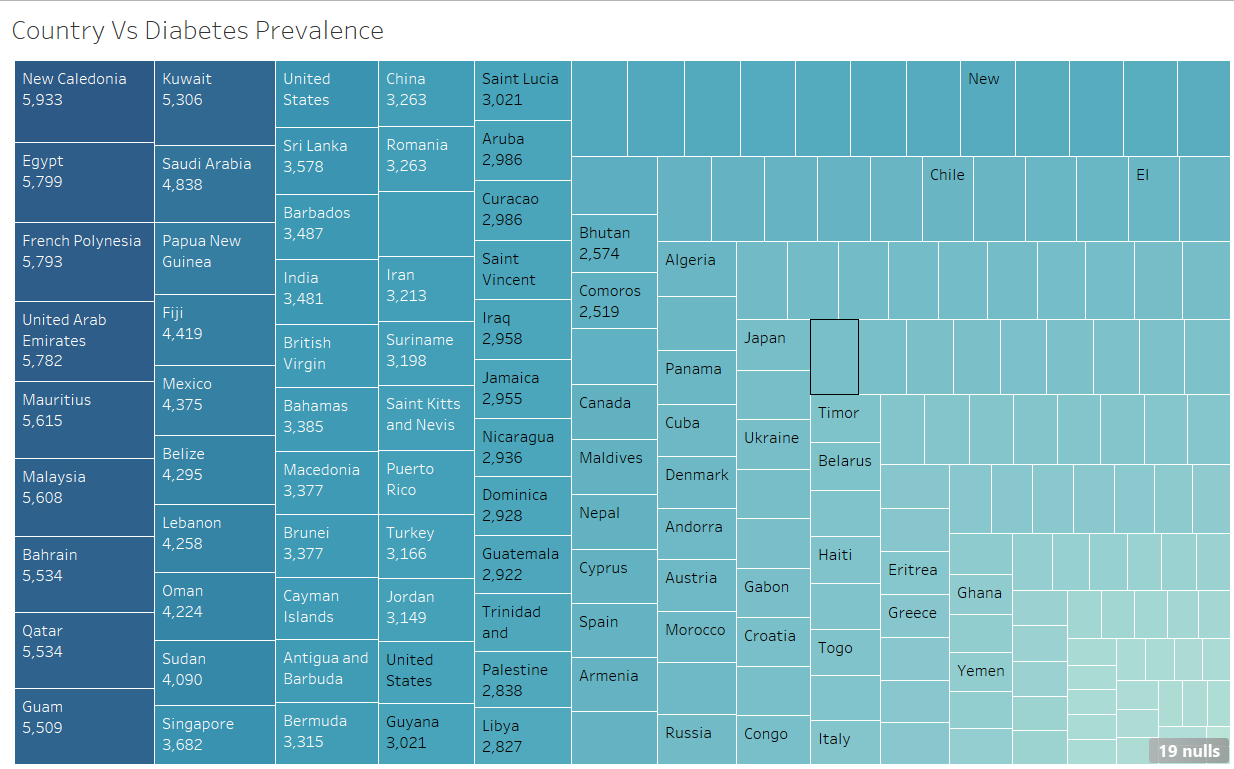 Country Vs Diabetes Prevalence
New Caledonia
5,933
Egypt
5,799
French Polynesia
5,793
United Arab
Emirates
5,782
Mauritius
5,615
Malaysia
5,608
Bahrain
5,534
Qatar
5,534
Guam
5,509
Kuwait
5,306
Saudi Arabia
4,838
Papua New
Guinea
Fiji
4,419
Mexico
4,375
Belize
4,295
Lebanon
4,258
Oman
4,224
Sudan
4,090
Singapore
3,682
United
States
Sri Lanka
3,578
Barbados
3,487
India
3,481
British
Virgin
Bahamas
3,385
Macedonia
3,377
Brunei
3,377
Cayman
Islands
Antigua and
Barbuda
Bermuda
3,315
China
3,263
Romania
3,263
Iran
3,213
Suriname
3,198
Saint Kitts
and Nevis
Puerto
Rico
Turkey
3,166
Jordan
3,149
United
States
Guyana
3,021
Saint Lucia
3,021
Aruba
2,986
Curacao
2,986
Saint
Vincent
Iraq
2,958
Jamaica
2,955
Nicaragua
2,936
Dominica
2,928
Guatemala
2,922
Trinidad
and
Palestine
2,838
Libya
2,827
Bhutan
2,574
Comoros
2,519
Canada
Maldives
Nepal
Cyprus
Spain
Armenia
Algeria
Panama
Cuba
Denmark
Andorra
Austria
Morocco
Russia
New
Chile
El
Japan
Ukraine
Gabon
Croatia
Congo
Timor
Belarus
Haiti
Togo
Italy
Eritrea
Greece
Ghana
Yemen
19 nulls